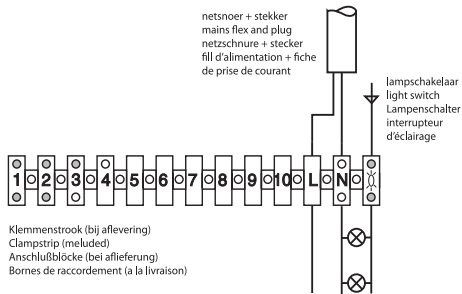 netsnoer + stekker
mains flex and plug
netzschnure + stecker
fill d'alimentation + fiche
de prise de courant
lampschakelaar
light switch
Lampenschalter
interrupteur
d'éclairage
1 2 3 4 5 6 7 8 9 10 L N
Klemmenstrook (bij aflevering)
Clampstrip (meluded)
Anschlußblöcke (bei aflieferung)
Bornes de raccordement (a la livraison)